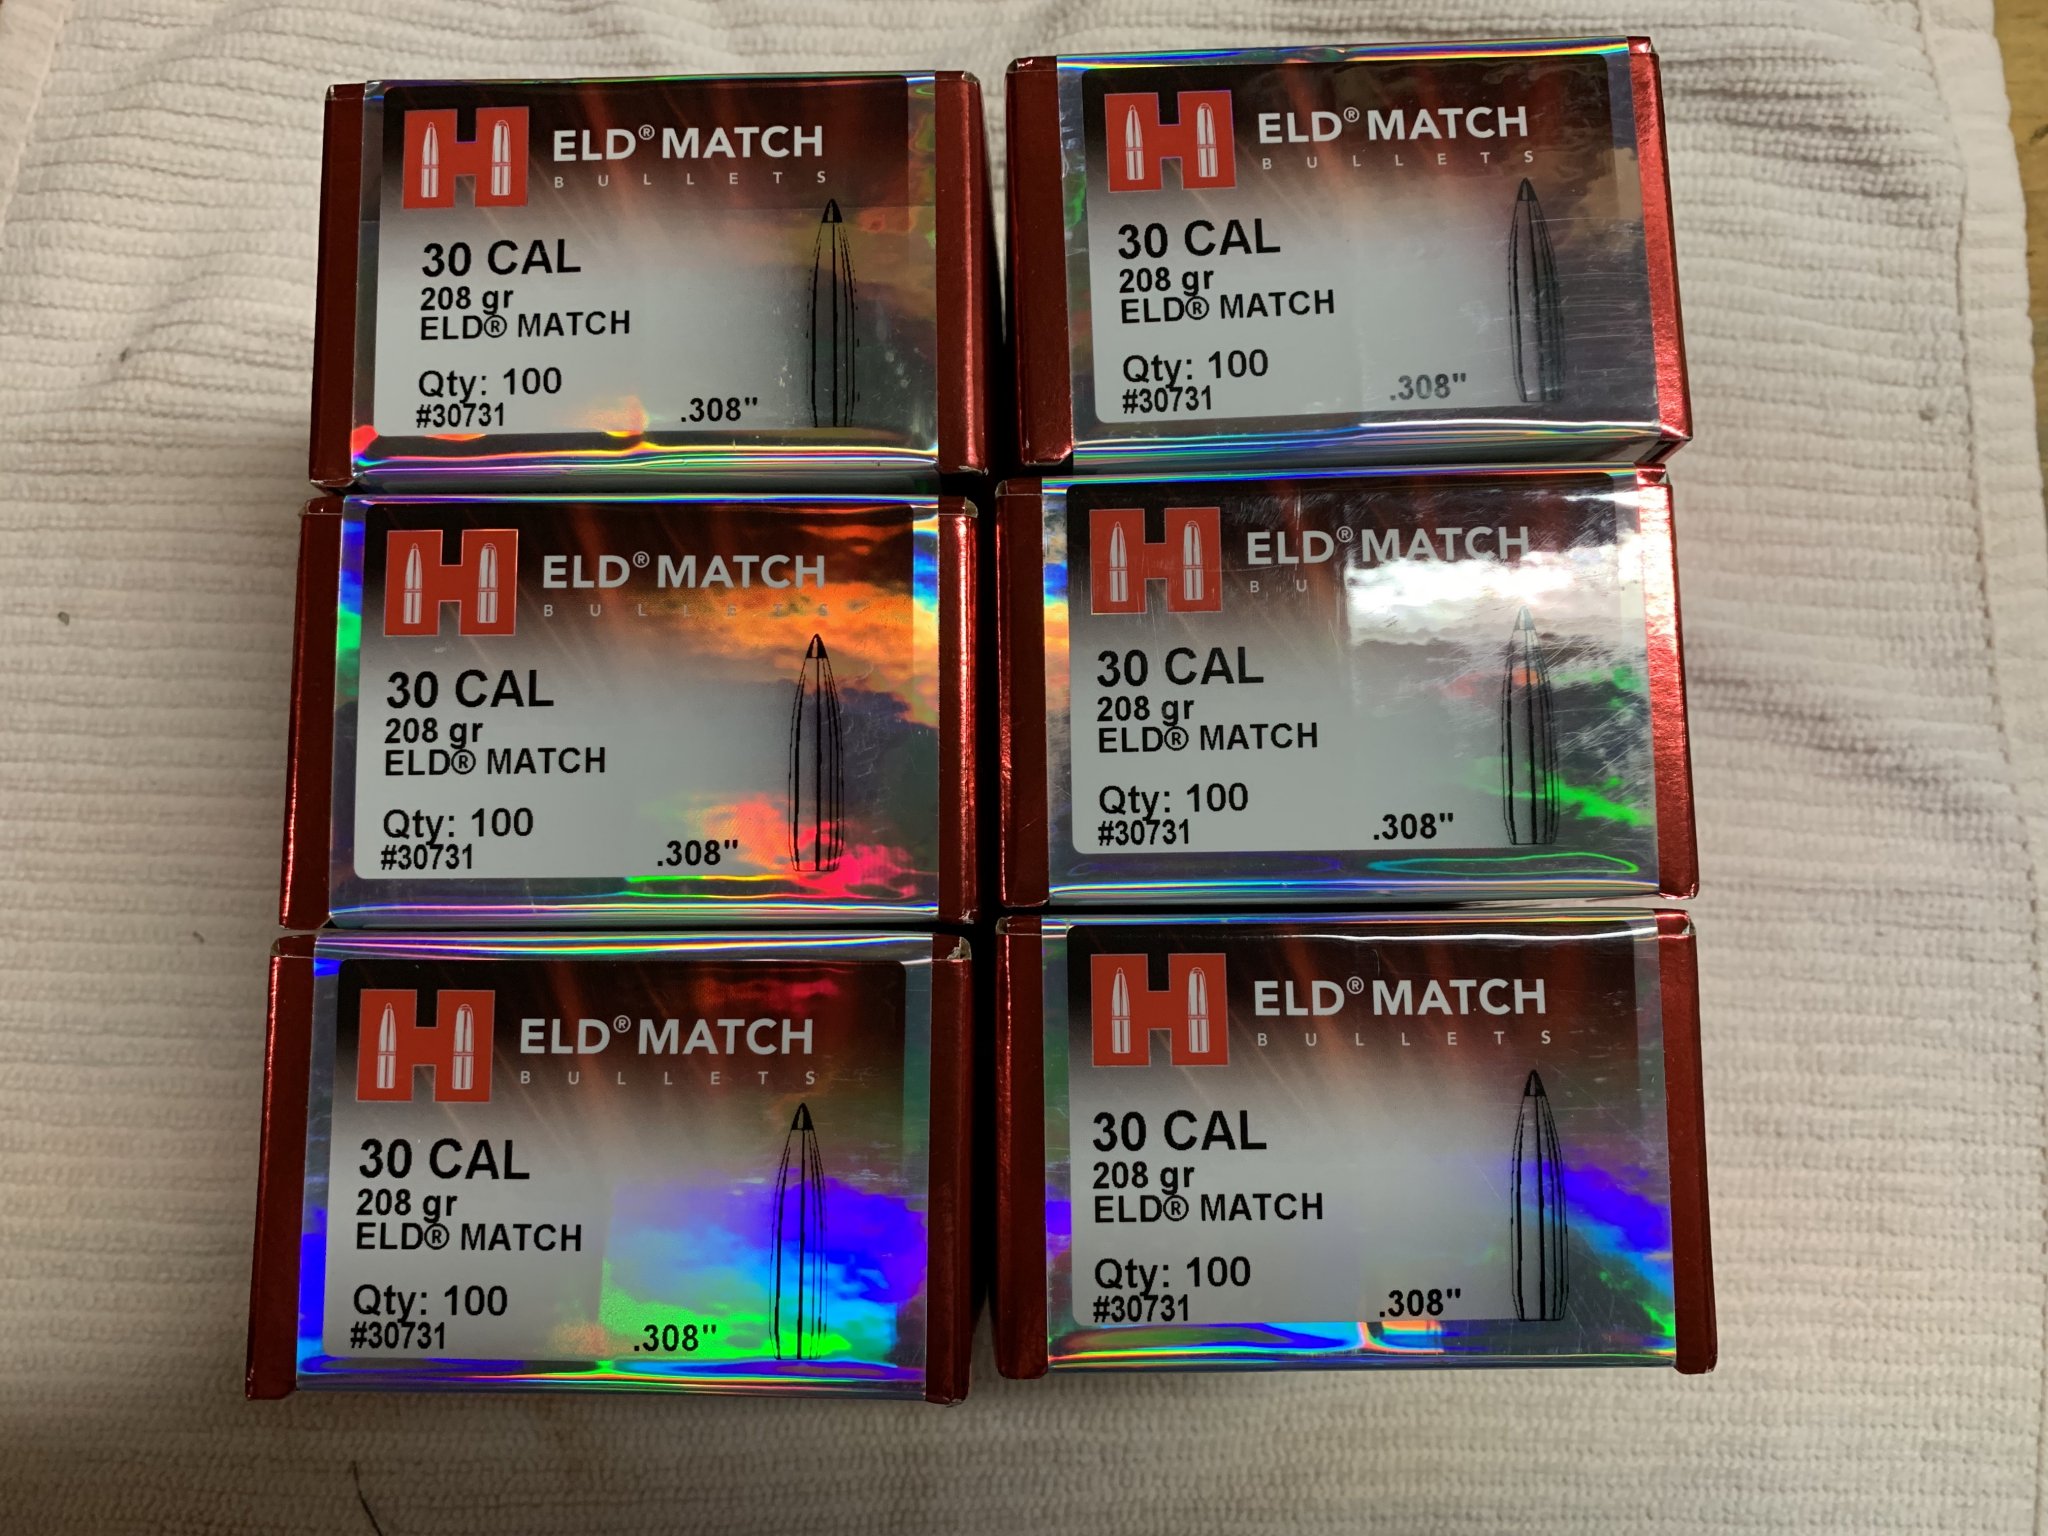 ELD® MATCH
BULLETS
30 CAL
208 gr
ELD® MATCH
Qty: 100
#30731
.308"
ELD® MATCH
BULLETS
30 CAL
208 gr
ELD® MATCH
Qty: 100
#30731
.308"
ELD® MATCH
BULLETS
30 CAL
208 gr
ELD® MATCH
Qty: 100
#30731
.308"
ELD® MATCH
30 CAL
208 gr
ELD® MATCH
Qty: 100
#30731
.308"
ELD® MATCH
BULLETS
30 CAL
208 gr
ELD® MATCH
Qty: 100
#30731
.308"
ELD® MATCH
BULLETS
30 CAL
208 gr
ELD® MATCH
Qty: 100
#30731
.308"